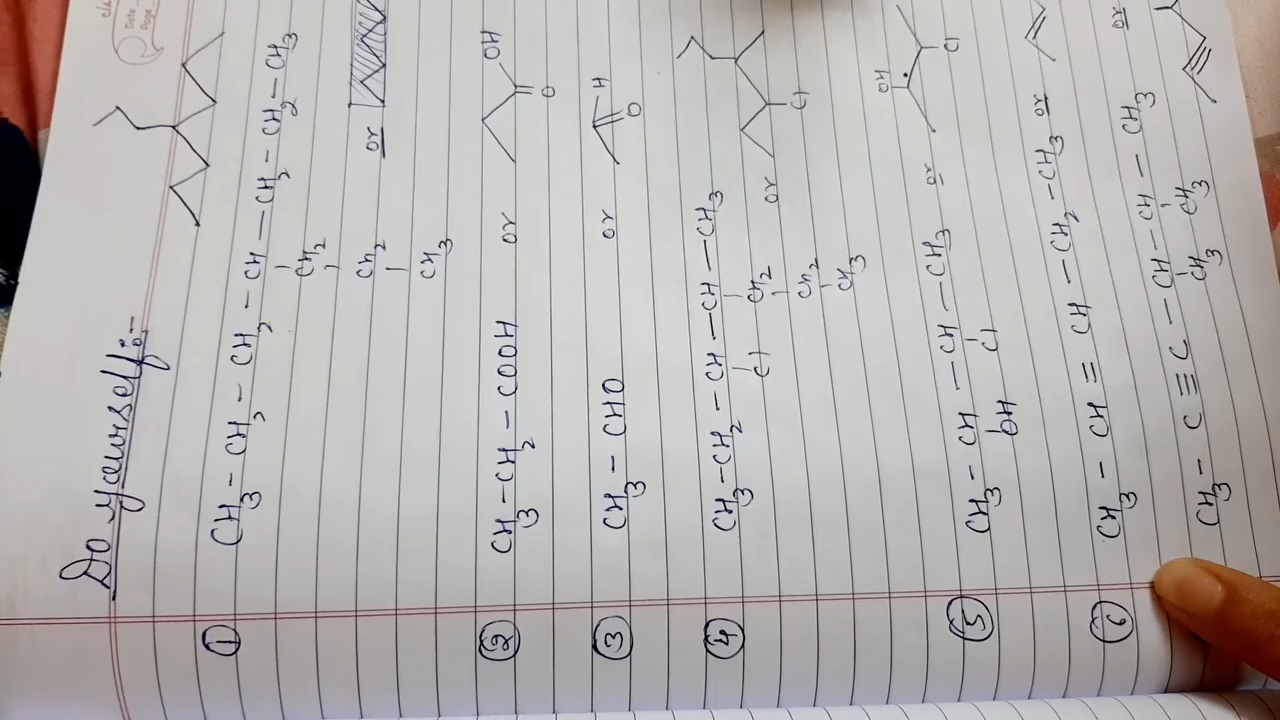 Date
Page
Do yourself:-
① CH3 - CH2 - CH2 - CH2 - CH - CH2 - CH2 - CH3
CH2
CH2
or
CH3
② CH3 - CH2 - COOH or
OH
O
③ CH3 - CHO or
H
O
④ CH3 - CH2 - CH - CH - CH3
Cl
CH2
or
Cl
CH2
CH3
⑤ CH3 - CH - CH - CH3 or
OH
Cl
OH
Cl
⑥ CH3 - CH = CH - CH2 - CH3 or
CH3 - C ≡ C - CH - CH - CH3 or
CH3
CH3